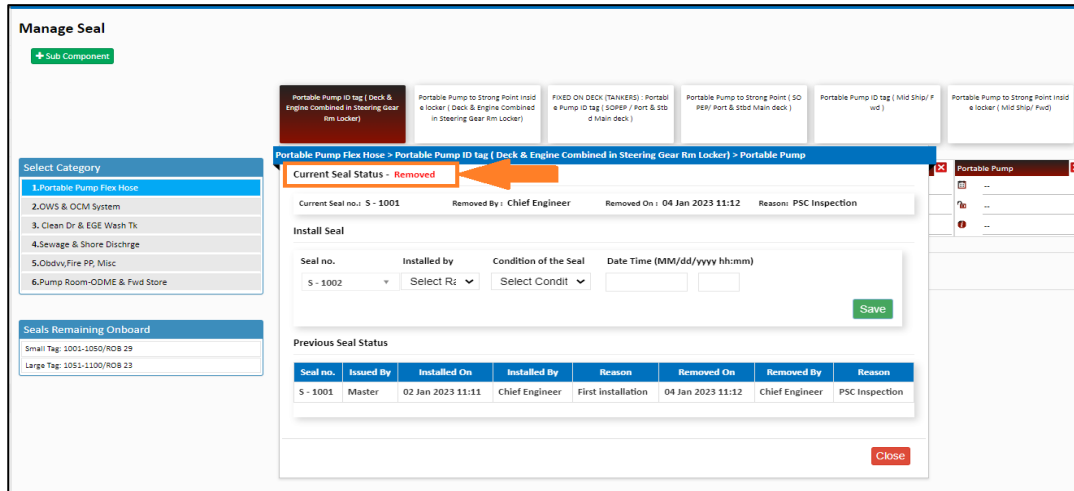 Manage Seal
+ Sub Component
Portable Pump ID tag ( Deck &
Engine Combined in Steering Gear
Rm Locker)
Portable Pump to Strong Point Insid
e locker ( Deck & Engine Combined
in Steering Gear Rm Locker)
FIXED ON DECK (TANKERS) : Portabl
e Pump ID tag ( SOPEP / Port & Stb
d Main deck )
Portable Pump to Strong Point ( SO
PEP/ Port & Stbd Main deck )
Portable Pump ID tag ( Mid Ship/ F
wd )
Portable Pump to Strong Point Insid
e locker ( Mid Ship/ Fwd)
Select Category
1.Portable Pump Flex Hose
2.OWS & OCM System
3. Clean Dr & EGE Wash Tk
4.Sewage & Shore Dischrge
5.Obdvv,Fire PP, Misc
6.Pump Room-ODME & Fwd Store
Seals Remaining Onboard
Small Tag: 1001-1050/ROB 29
Large Tag: 1051-1100/ROB 23
Portable Pump Flex Hose > Portable Pump ID tag ( Deck & Engine Combined in Steering Gear Rm Locker) > Portable Pump
Current Seal Status - Removed
Current Seal no.: S - 1001 Removed By : Chief Engineer Removed On : 04 Jan 2023 11:12 Reason: PSC Inspection
Install Seal
Seal no. Installed by Condition of the Seal Date Time (MM/dd/yyyy hh:mm)
S - 1002 Select Ra Select Condit
Save
Previous Seal Status
Seal no. Issued By Installed On Installed By Reason Removed On Removed By Reason
S - 1001 Master 02 Jan 2023 11:11 Chief Engineer First installation 04 Jan 2023 11:12 Chief Engineer PSC Inspection
Close
Portable Pump
--
--
--